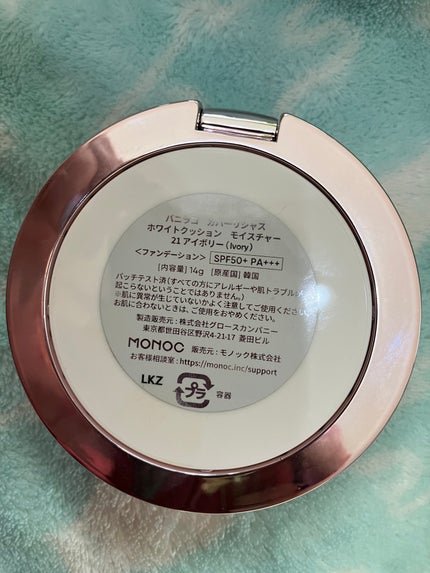 バニラコ カバーリシャス
ホワイトクッション モイスチャー
21 アイボリー（Ivory）
＜ファンデーション＞ SPF50+ PA+++
[内容量] 14g [原産国] 韓国
パッチテスト済（すべての方にアレルギーや肌トラブルが
起こらないということではありません。）
※肌に異常が生じていないかよく注意してご使用ください。
お肌に合わないときは、ご使用をおやめください。
製造販売元：株式会社グロースカンパニー
東京都世田谷区野沢4-21-17 菱田ビル
MONOC 販売元：モノック株式会社
お客様相談室：https://monoc.inc/support
LKZ プラ 容器